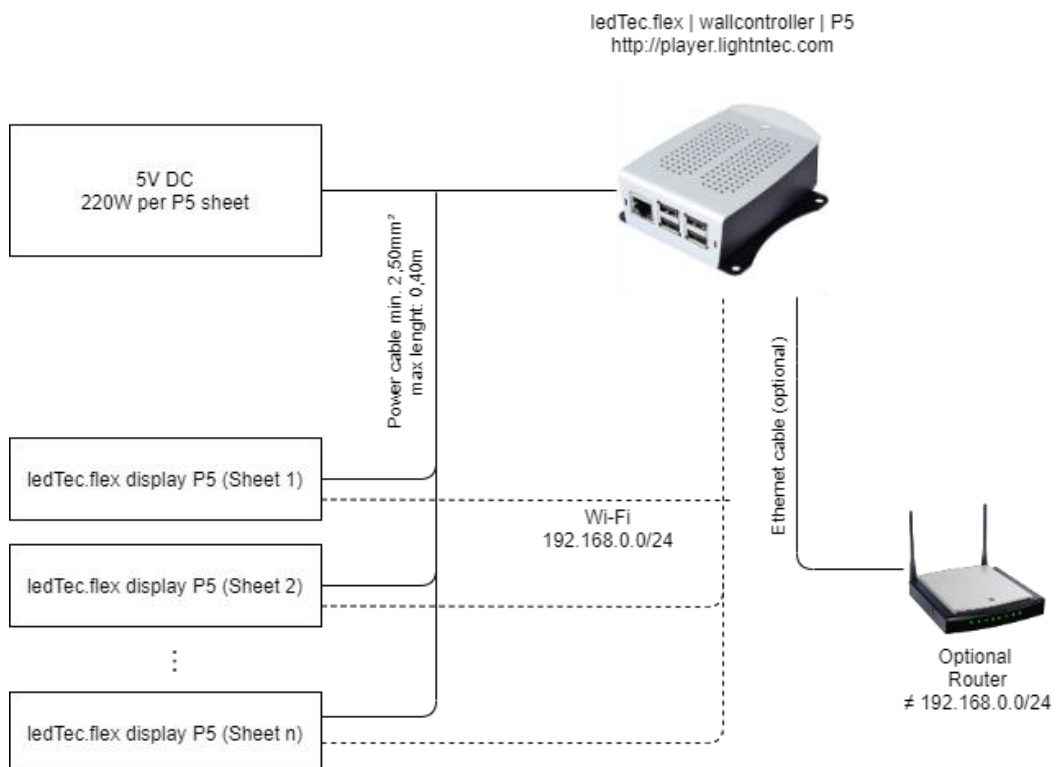 ledTec.flex | wallcontroller | P5
http://player.lightntec.com
5V DC
220W per P5 sheet
Power cable min. 2,50mm²
max lenght: 0,40m
Ethernet cable (optional)
ledTec.flex display P5 (Sheet 1)
Wi-Fi
192.168.0.0/24
ledTec.flex display P5 (Sheet 2)
⋮
Optional
Router
≠ 192.168.0.0/24
ledTec.flex display P5 (Sheet n)